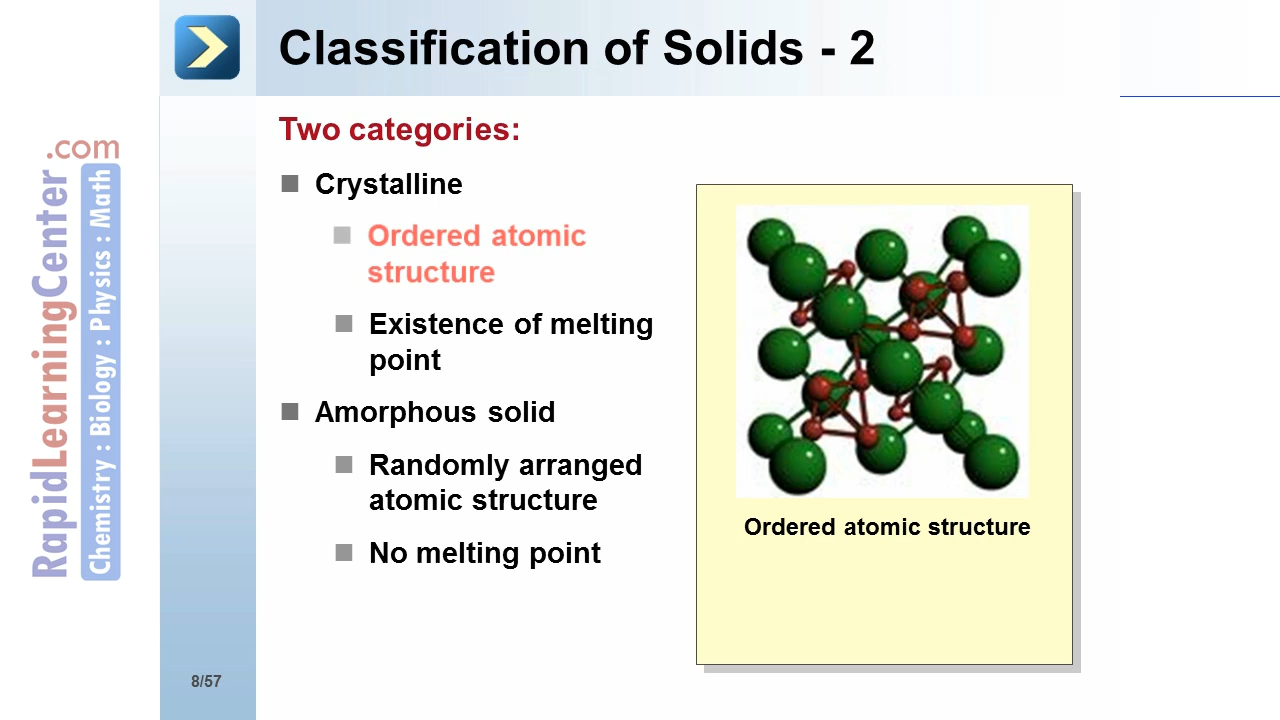 Classification of Solids - 2
Two categories:
Crystalline
Ordered atomic
structure
Existence of melting
point
Amorphous solid
Randomly arranged
atomic structure
No melting point
Ordered atomic structure
RapidLearningCenter.com
Chemistry : Biology : Physics : Math
8/57